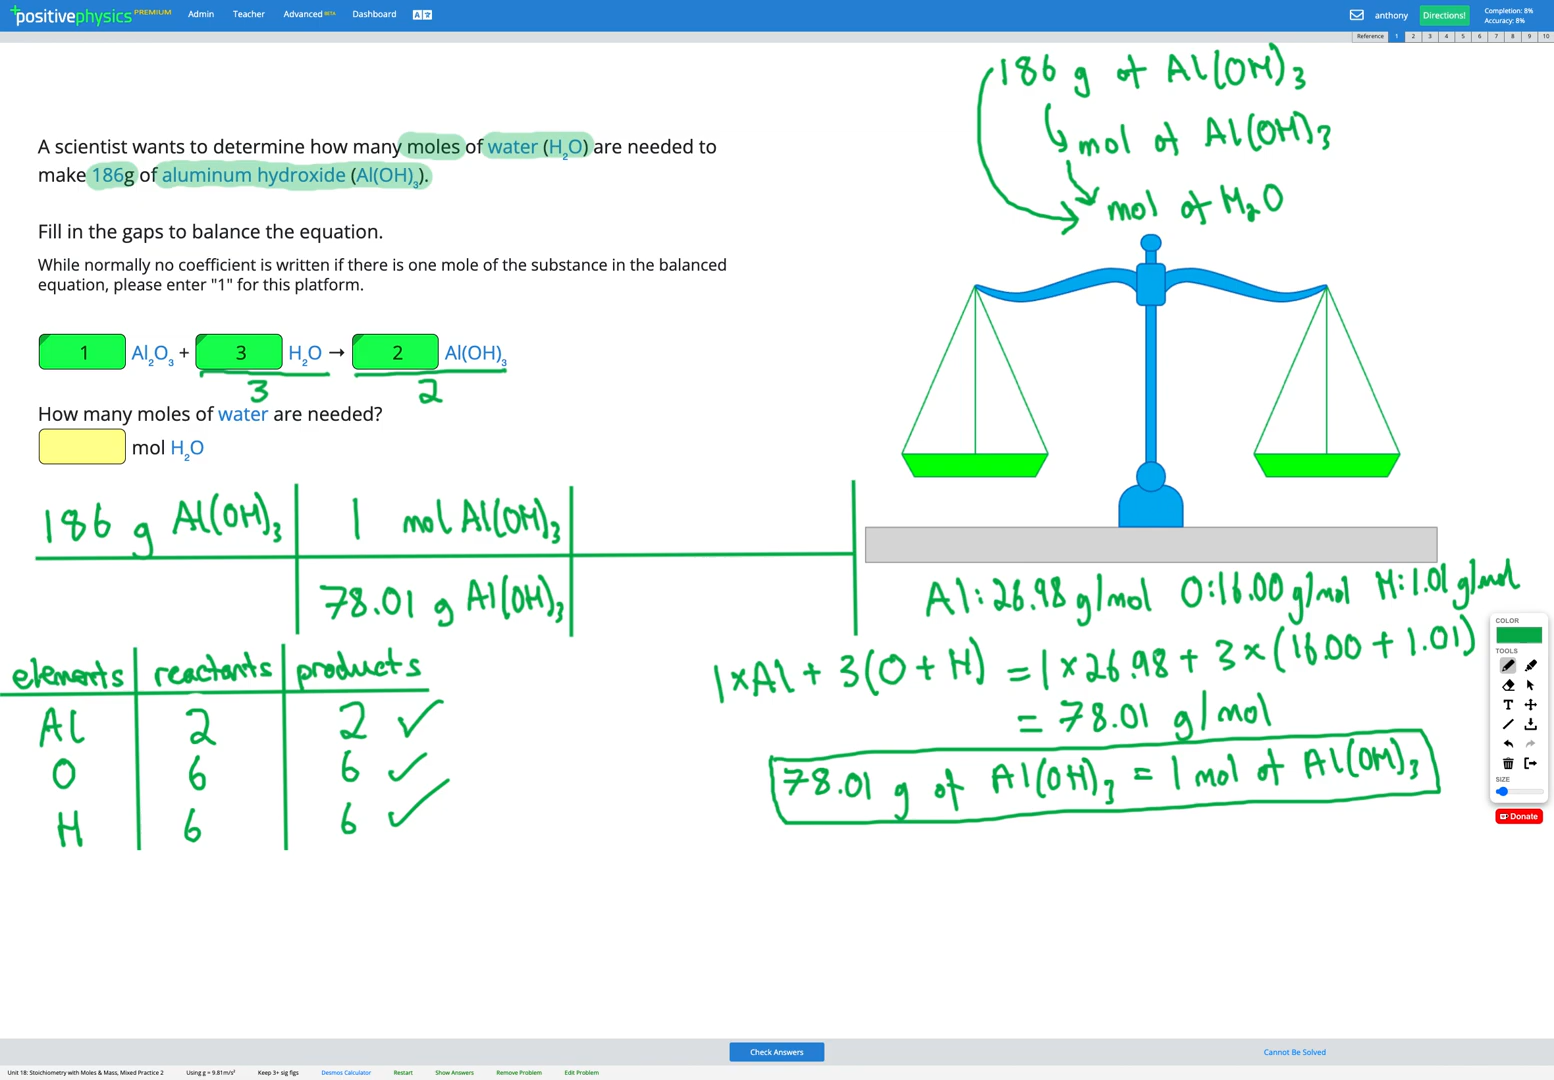 positivephysics PREMIUM Admin Teacher Advanced BETA Dashboard A anthony Directions! Completion: 8% Accuracy: 8%
Reference 1 2 3 4 5 6 7 8 9 10
186 g of Al(OH)3
mol of Al(OH)3
mol of H2O
A scientist wants to determine how many moles of water (H2O) are needed to
make 186g of aluminum hydroxide (Al(OH)3).
Fill in the gaps to balance the equation.
While normally no coefficient is written if there is one mole of the substance in the balanced
equation, please enter "1" for this platform.
1 Al2O3 + 3 H2O → 2 Al(OH)3
3 2
How many moles of water are needed?
mol H2O
186 g Al(OH)3 1 mol Al(OH)3
78.01 g Al(OH)3
elements reactants products
Al 2 2 ✓
O 6 6 ✓
H 6 6 ✓
Al: 26.98 g/mol O: 16.00 g/mol H: 1.01 g/mol
1×Al + 3(O + H) = 1×26.98 + 3×(16.00 + 1.01)
= 78.01 g/mol
78.01 g of Al(OH)3 = 1 mol of Al(OH)3
COLOR
TOOLS
T
SIZE
Donate
Check Answers Cannot Be Solved
Unit 18: Stoichiometry with Moles & Mass, Mixed Practice 2 Using g = 9.81m/s² Keep 3+ sig figs Desmos Calculator Restart Show Answers Remove Problem Edit Problem